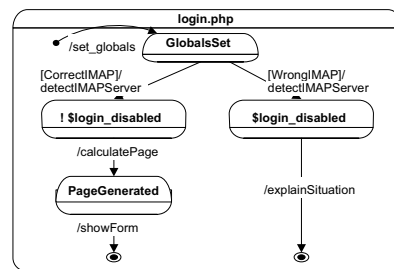 login.php
GlobalsSet
/set_globals
[CorrectIMAP]/
detectIMAPServer
[WrongIMAP]/
detectIMAPServer
! $login_disabled
$login_disabled
/calculatePage
PageGenerated
/explainSituation
/showForm